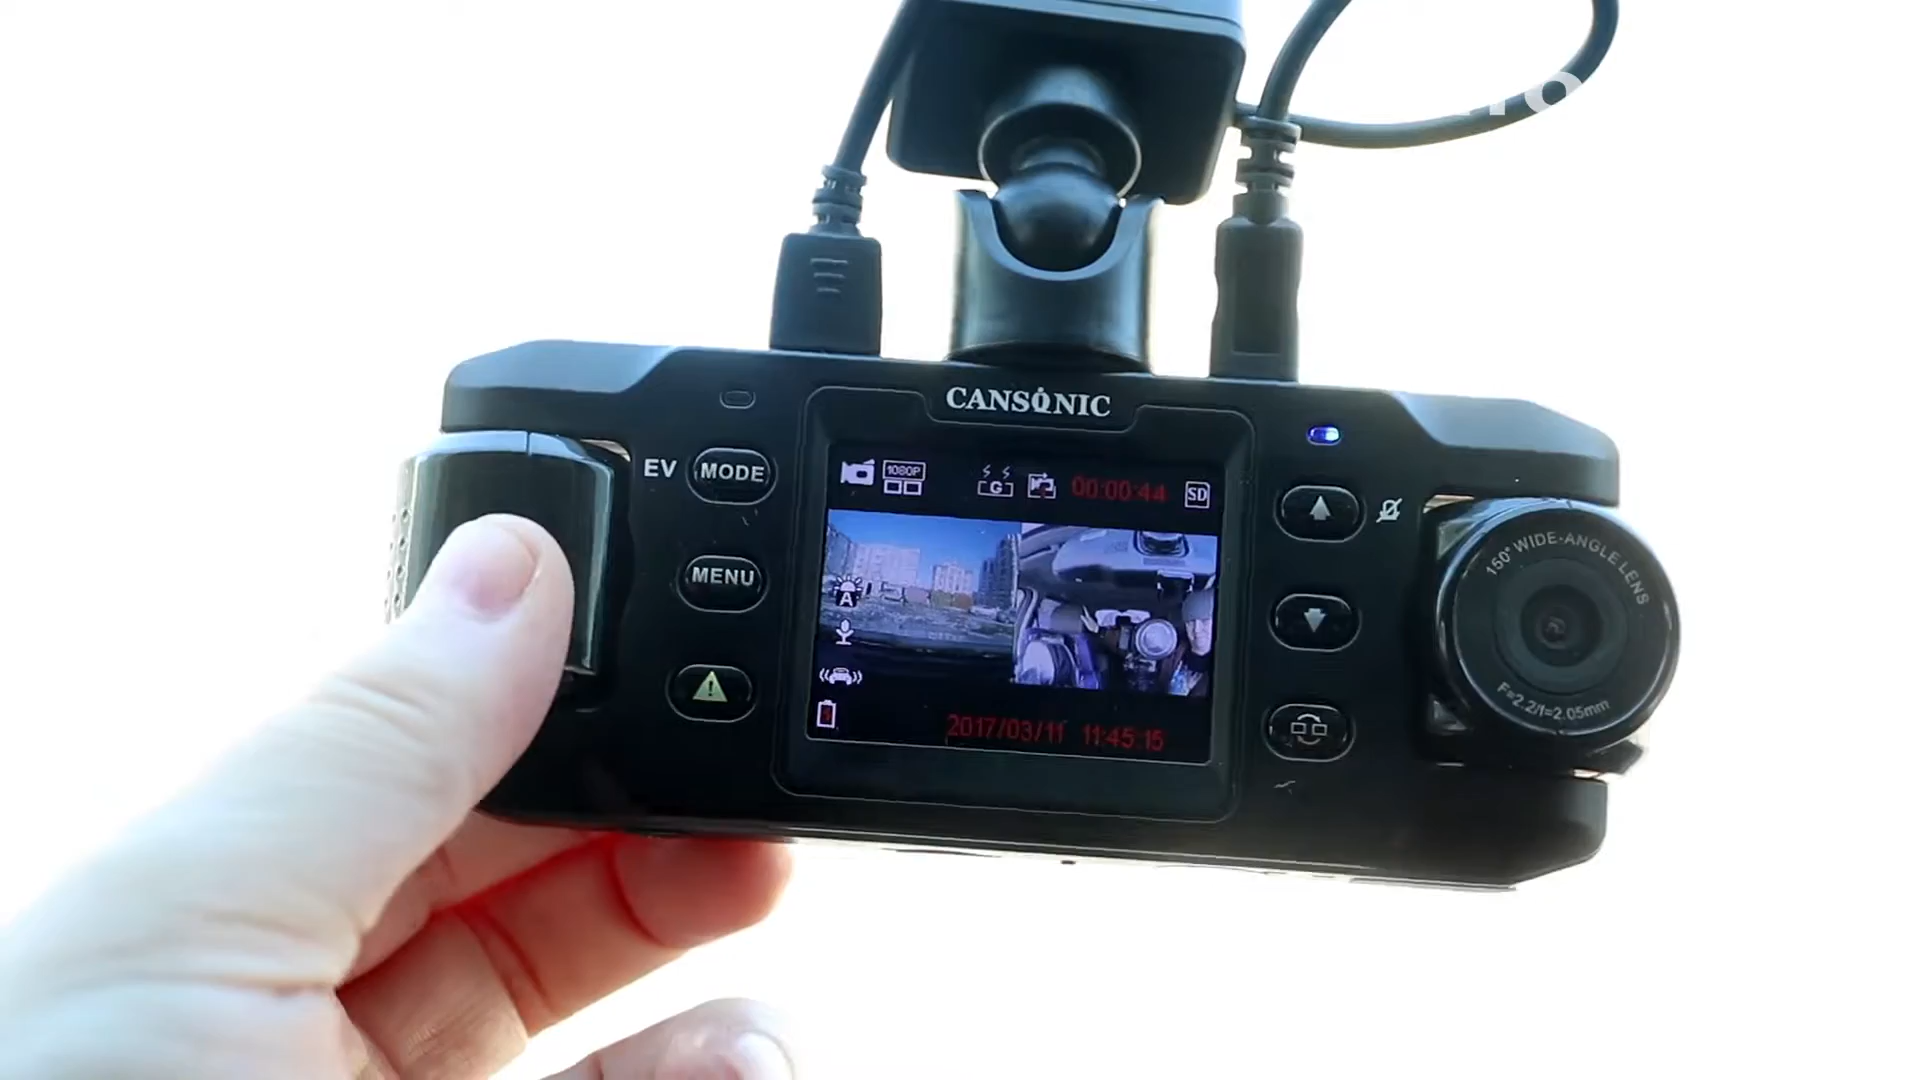 CANSONIC
EV MODE
1080P
G
00:00:44
SD
MENU
A
2017/03/11 11:45:15
150° WIDE-ANGLE LENS
F=2.2/f=2.05mm